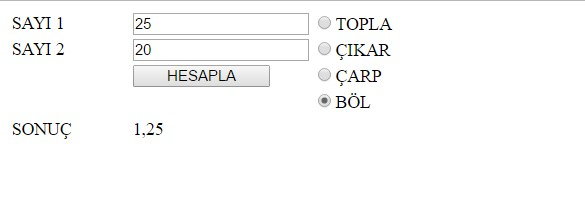 SAYI 1 25 TOPLA
SAYI 2 20 ÇIKAR
HESAPLA ÇARP
BÖL
SONUÇ 1,25